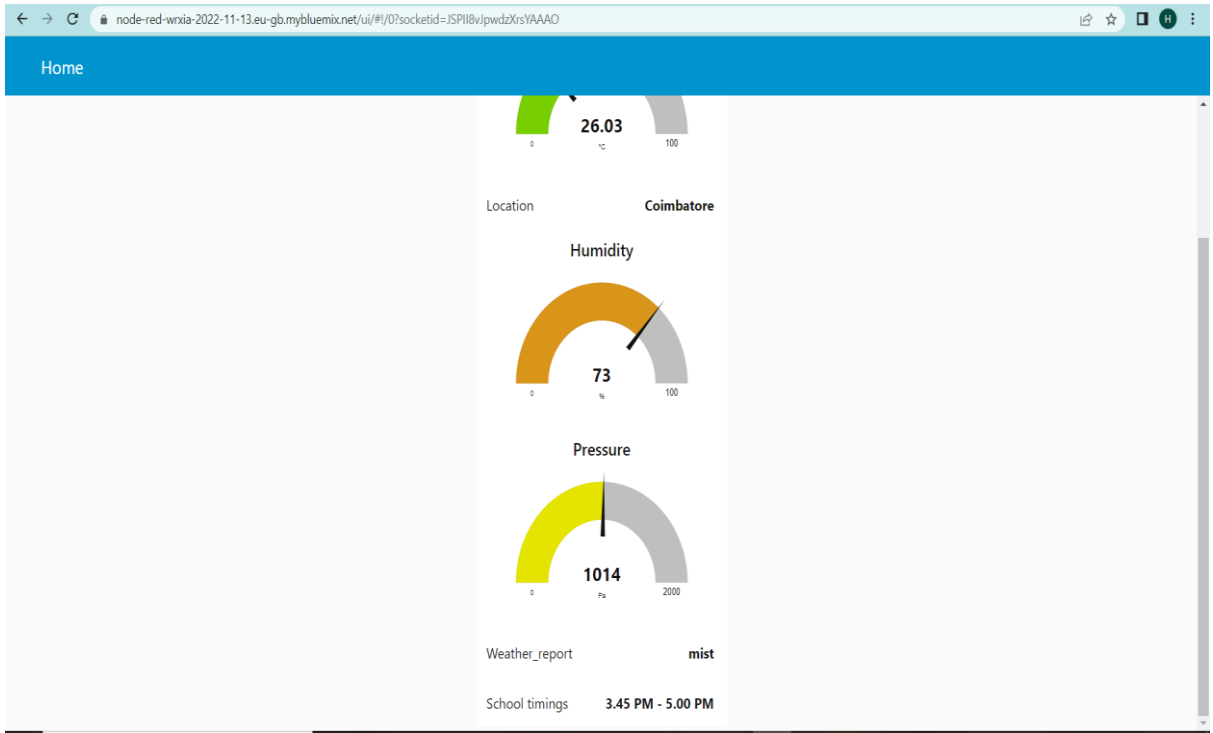 node-red-wrxia-2022-11-13.eu-gb.mybluemix.net/ui/#!/0?socketid=JSPII8vJpwdzXrsYAAAO
H
Home
26.03
0 °C 100
Location Coimbatore
Humidity
73
0 % 100
Pressure
1014
0 Pa 2000
Weather_report mist
School timings 3.45 PM - 5.00 PM